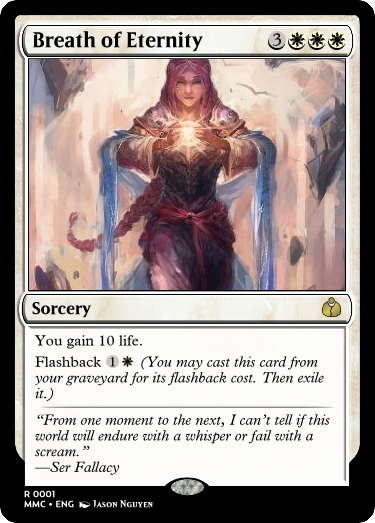 Breath of Eternity 3
Sorcery
You gain 10 life.
Flashback 1 (You may cast this card from
your graveyard for its flashback cost. Then exile
it.)
“From one moment to the next, I can’t tell if this
world will endure with a whisper or fail with a
scream.”
—Ser Fallacy
R 0001
MMC • ENG Jason Nguyen